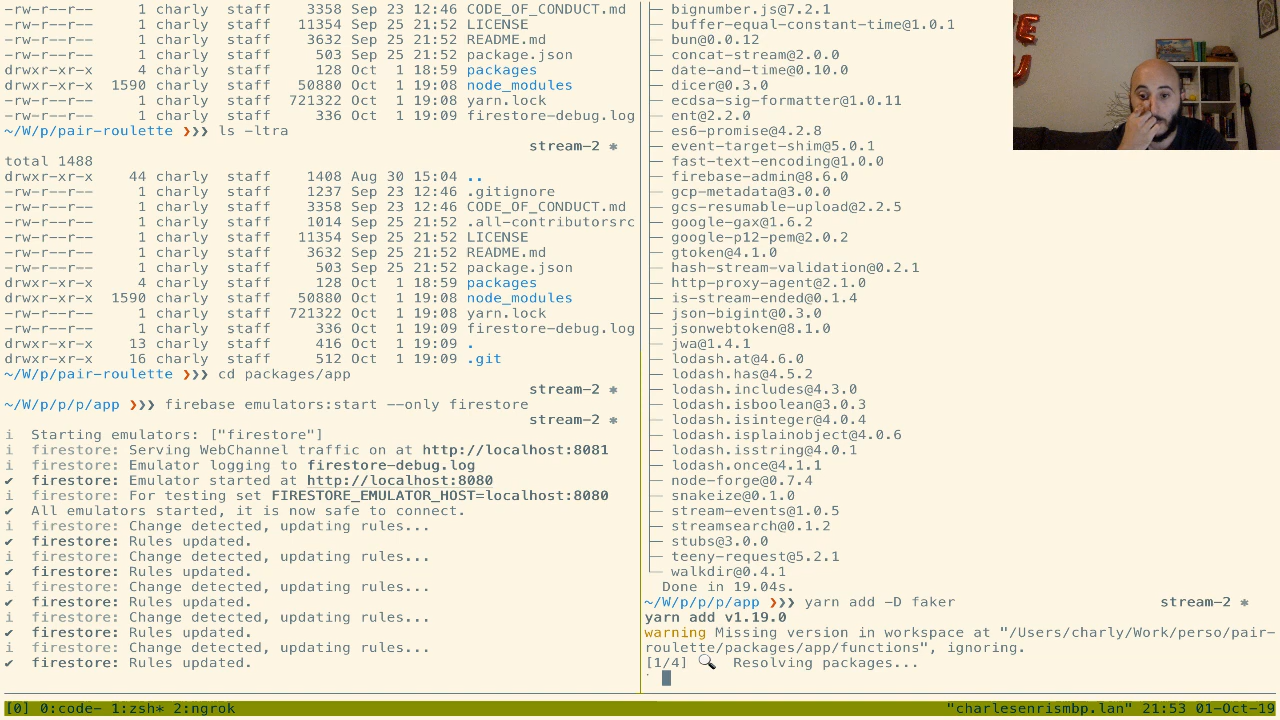 -rw-r--r-- 1 charly staff 3358 Sep 23 12:46 CODE_OF_CONDUCT.md
-rw-r--r-- 1 charly staff 11354 Sep 25 21:52 LICENSE
-rw-r--r-- 1 charly staff 3632 Sep 25 21:52 README.md
-rw-r--r-- 1 charly staff 503 Sep 25 21:52 package.json
drwxr-xr-x 4 charly staff 128 Oct 1 18:59 packages
drwxr-xr-x 1590 charly staff 50880 Oct 1 19:08 node_modules
-rw-r--r-- 1 charly staff 721322 Oct 1 19:08 yarn.lock
-rw-r--r-- 1 charly staff 336 Oct 1 19:09 firestore-debug.log
~/W/p/pair-roulette ❯❯❯ ls -ltra
stream-2 ✱
total 1488
drwxr-xr-x 44 charly staff 1408 Aug 30 15:04 ..
-rw-r--r-- 1 charly staff 1237 Sep 23 12:46 .gitignore
-rw-r--r-- 1 charly staff 3358 Sep 23 12:46 CODE_OF_CONDUCT.md
-rw-r--r-- 1 charly staff 1014 Sep 25 21:52 .all-contributorsrc
-rw-r--r-- 1 charly staff 11354 Sep 25 21:52 LICENSE
-rw-r--r-- 1 charly staff 3632 Sep 25 21:52 README.md
-rw-r--r-- 1 charly staff 503 Sep 25 21:52 package.json
drwxr-xr-x 4 charly staff 128 Oct 1 18:59 packages
drwxr-xr-x 1590 charly staff 50880 Oct 1 19:08 node_modules
-rw-r--r-- 1 charly staff 721322 Oct 1 19:08 yarn.lock
-rw-r--r-- 1 charly staff 336 Oct 1 19:09 firestore-debug.log
drwxr-xr-x 13 charly staff 416 Oct 1 19:09 .
drwxr-xr-x 16 charly staff 512 Oct 1 19:09 .git
~/W/p/pair-roulette ❯❯❯ cd packages/app
stream-2 ✱
~/W/p/p/p/app ❯❯❯ firebase emulators:start --only firestore
stream-2 ✱
i Starting emulators: ["firestore"]
i firestore: Serving WebChannel traffic on at http://localhost:8081
i firestore: Emulator logging to firestore-debug.log
✔ firestore: Emulator started at http://localhost:8080
i firestore: For testing set FIRESTORE_EMULATOR_HOST=localhost:8080
✔ All emulators started, it is now safe to connect.
i firestore: Change detected, updating rules...
✔ firestore: Rules updated.
i firestore: Change detected, updating rules...
✔ firestore: Rules updated.
i firestore: Change detected, updating rules...
✔ firestore: Rules updated.
i firestore: Change detected, updating rules...
✔ firestore: Rules updated.
i firestore: Change detected, updating rules...
✔ firestore: Rules updated.
├─ bignumber.js@7.2.1
├─ buffer-equal-constant-time@1.0.1
├─ bun@0.0.12
├─ concat-stream@2.0.0
├─ date-and-time@0.10.0
├─ dicer@0.3.0
├─ ecdsa-sig-formatter@1.0.11
├─ ent@2.2.0
├─ es6-promise@4.2.8
├─ event-target-shim@5.0.1
├─ fast-text-encoding@1.0.0
├─ firebase-admin@8.6.0
├─ gcp-metadata@3.0.0
├─ gcs-resumable-upload@2.2.5
├─ google-gax@1.6.2
├─ google-p12-pem@2.0.2
├─ gtoken@4.1.0
├─ hash-stream-validation@0.2.1
├─ http-proxy-agent@2.1.0
├─ is-stream-ended@0.1.4
├─ json-bigint@0.3.0
├─ jsonwebtoken@8.1.0
├─ jwa@1.4.1
├─ lodash.at@4.6.0
├─ lodash.has@4.5.2
├─ lodash.includes@4.3.0
├─ lodash.isboolean@3.0.3
├─ lodash.isinteger@4.0.4
├─ lodash.isplainobject@4.0.6
├─ lodash.isstring@4.0.1
├─ lodash.once@4.1.1
├─ node-forge@0.7.4
├─ snakeize@0.1.0
├─ stream-events@1.0.5
├─ streamsearch@0.1.2
├─ stubs@3.0.0
├─ teeny-request@5.2.1
└─ walkdir@0.4.1
Done in 19.04s.
~/W/p/p/p/app ❯❯❯ yarn add -D faker stream-2 ✱
yarn add v1.19.0
warning Missing version in workspace at "/Users/charly/Work/perso/pair-
roulette/packages/app/functions", ignoring.
[1/4] 🔍 Resolving packages...
[0] 0:code- 1:zsh* 2:ngrok "charlesenrismbp.lan" 21:53 01-Oct-19